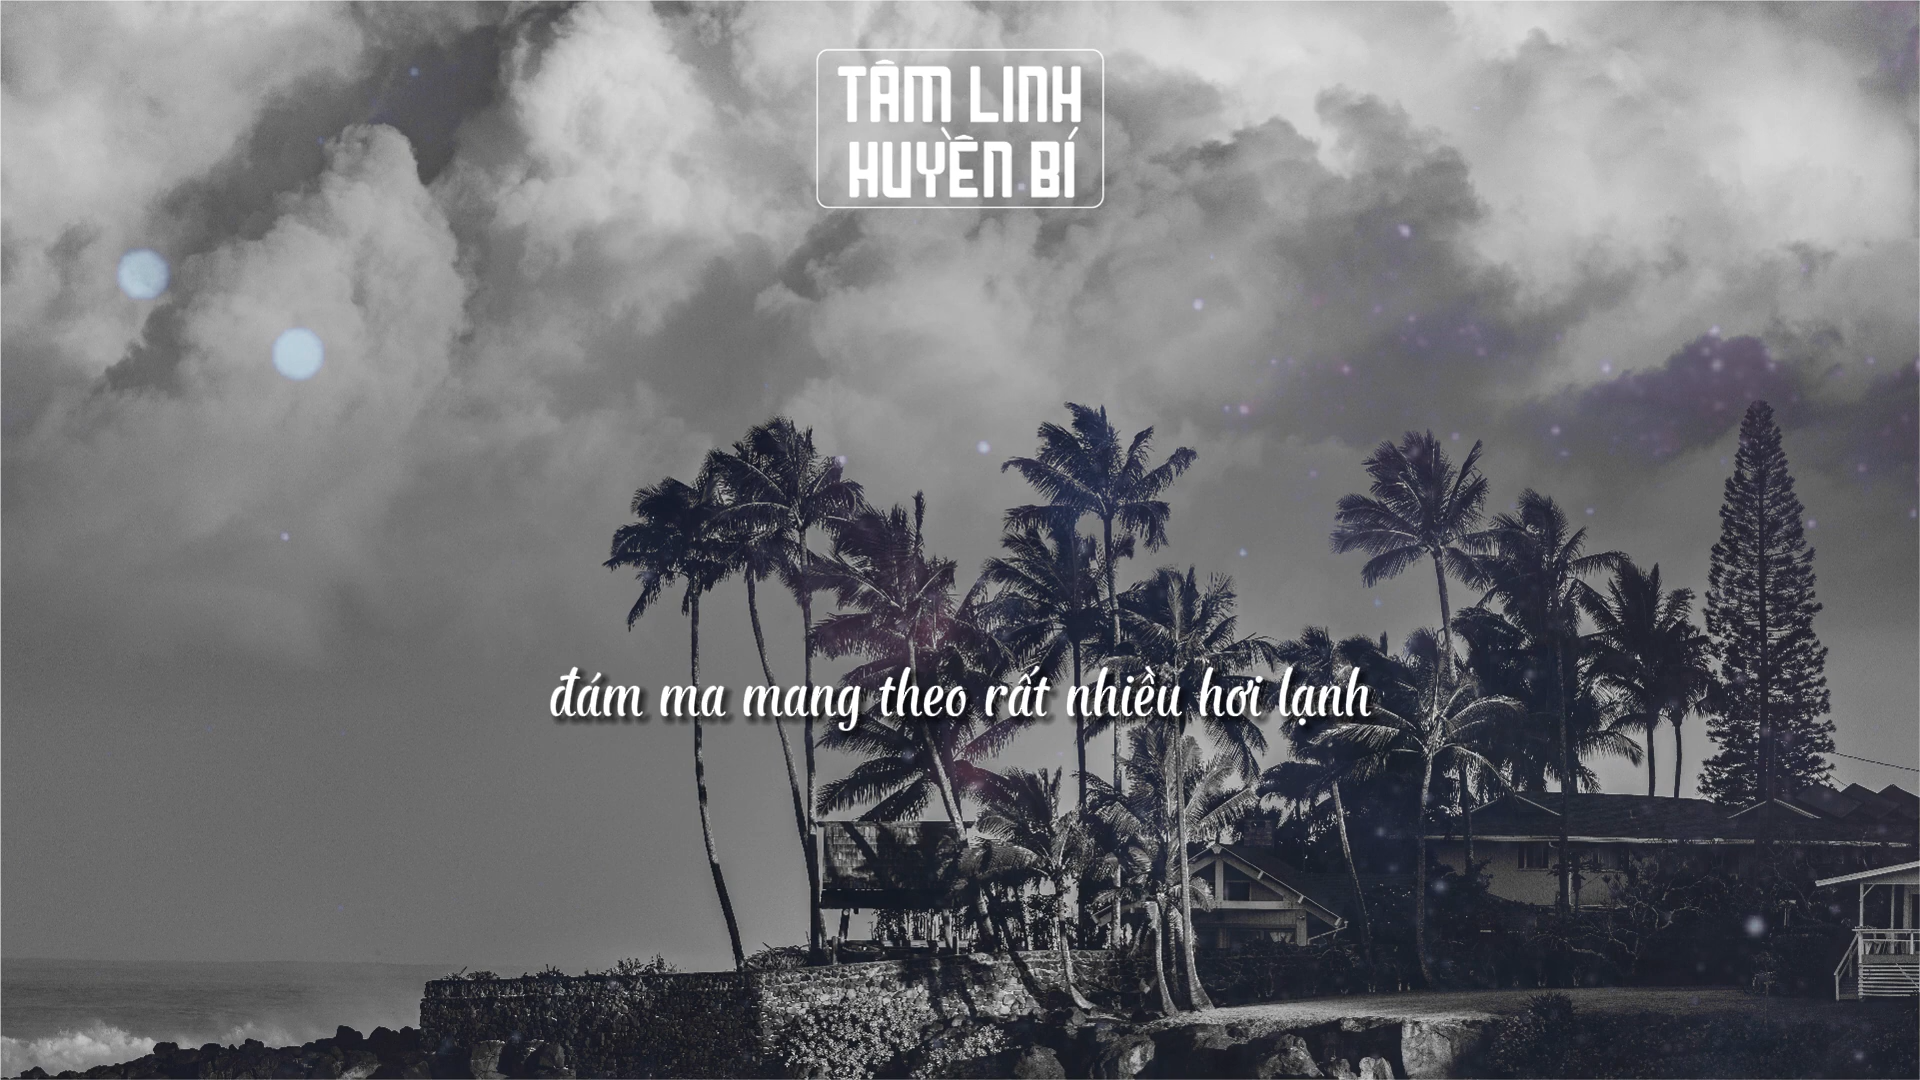 TÂM LINH
HUYỀN BÍ
đám ma mang theo rất nhiều hơi lạnh